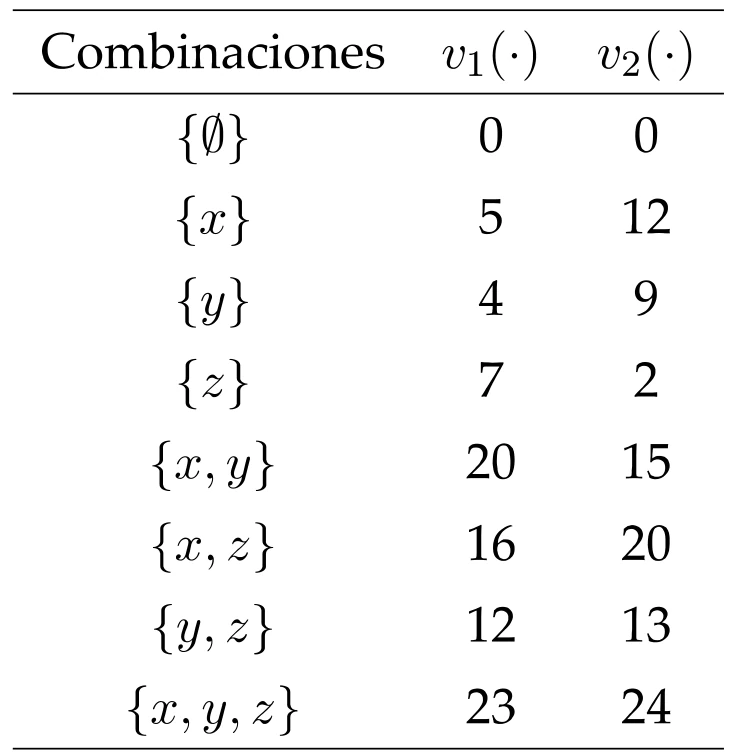 Combinaciones v₁(·) v₂(·)
{∅} 0 0
{x} 5 12
{y} 4 9
{z} 7 2
{x, y} 20 15
{x, z} 16 20
{y, z} 12 13
{x, y, z} 23 24